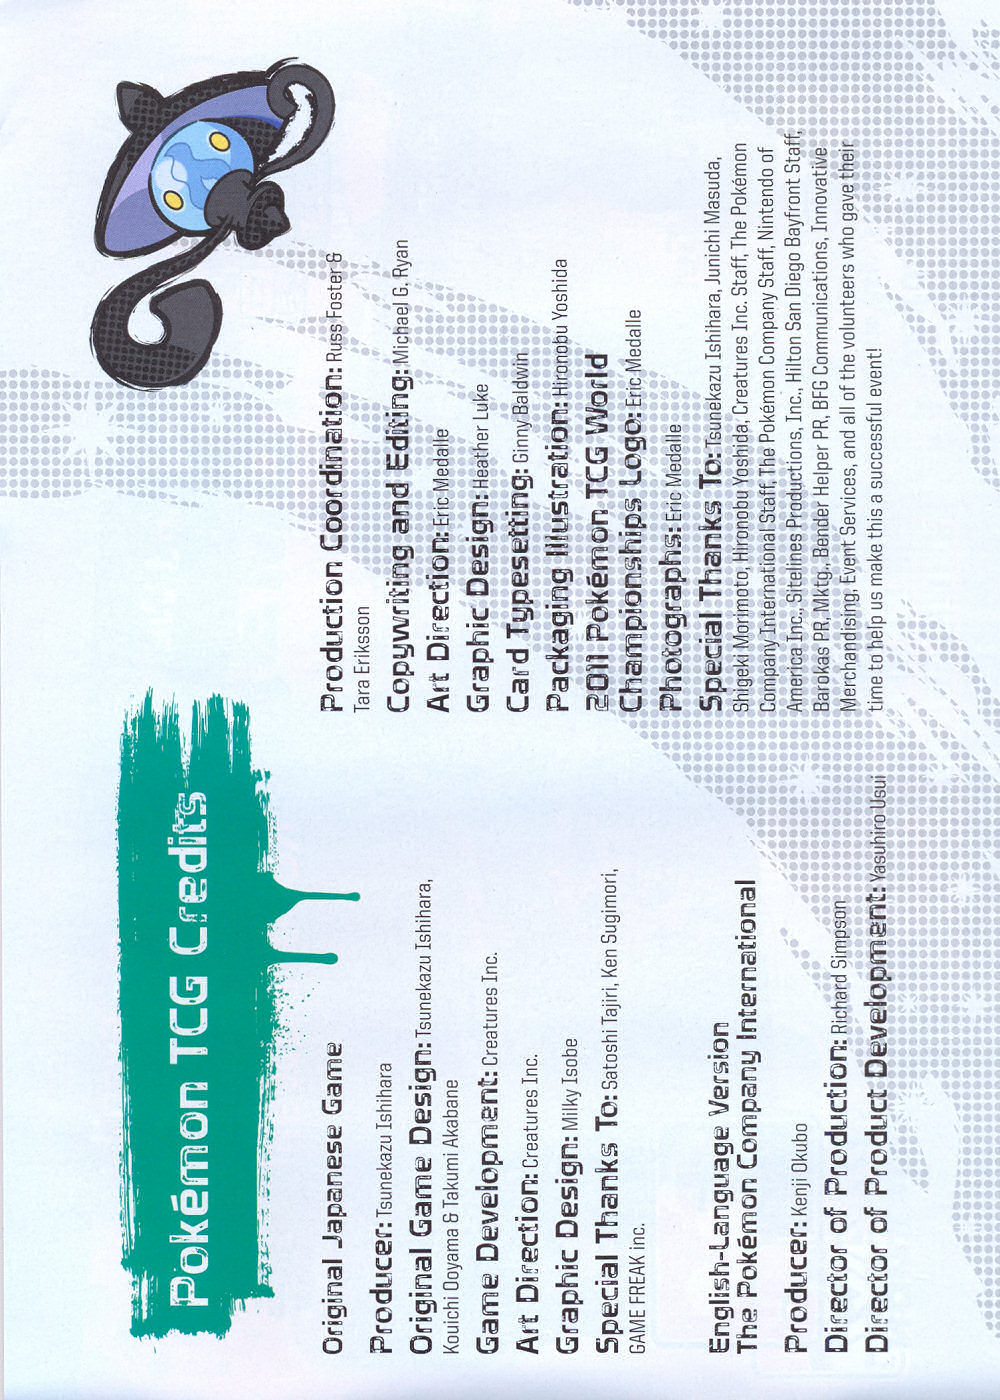 Pokémon TCG Credits
Original Japanese Game
Producer: Tsunekazu Ishihara
Original Game Design: Tsunekazu Ishihara,
Kouichi Ooyama & Takumi Akabane
Game Development: Creatures Inc.
Art Direction: Creatures Inc.
Graphic Design: Milky Isobe
Special Thanks To: Satoshi Tajiri, Ken Sugimori,
GAME FREAK inc.
English-Language Version
The Pokémon Company International
Producer: Kenji Okubo
Director of Production: Richard Simpson
Director of Product Development: Yasuhiro Usui
Production Coordination: Russ Foster &
Tara Eriksson
Copywriting and Editing: Michael G. Ryan
Art Direction: Eric Medalle
Graphic Design: Heather Luke
Card Typesetting: Ginny Baldwin
Packaging Illustration: Hironobu Yoshida
2011 Pokémon TCG World
Championships Logo: Eric Medalle
Photographs: Eric Medalle
Special Thanks To: Tsunekazu Ishihara, Junichi Masuda,
Shigeki Morimoto, Hironobu Yoshida, Creatures Inc. Staff, The Pokémon
Company International Staff, The Pokémon Company Staff, Nintendo of
America Inc., Sitelines Productions, Inc., Hilton San Diego Bayfront Staff,
Barokas PR, Mktg., Bender Helper PR, BFG Communications, Innovative
Merchandising, Event Services, and all of the volunteers who gave their
time to help us make this a successful event!